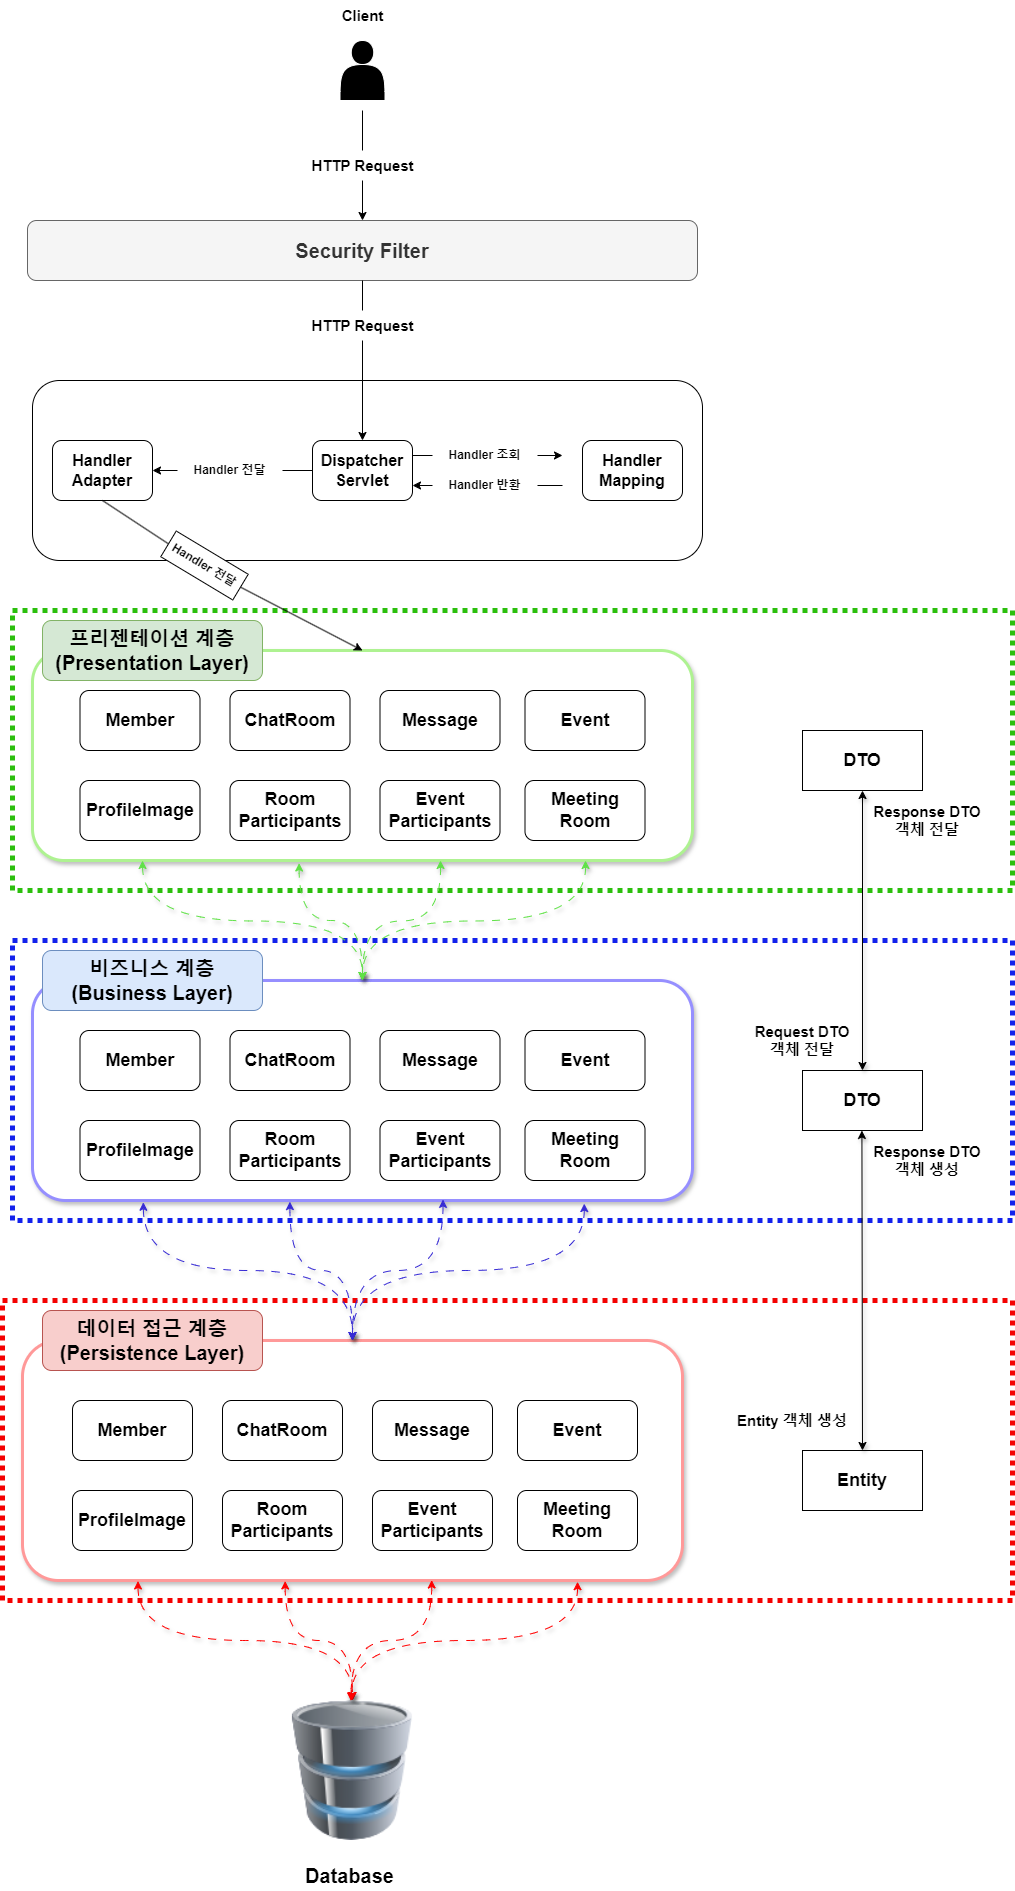 Client
HTTP Request
Security Filter
HTTP Request
Handler
Adapter
Handler 전달
Dispatcher
Servlet
Handler 조회
Handler 반환
Handler
Mapping
Handler 전달
프리젠테이션 계층
(Presentation Layer)
Member
ChatRoom
Message
Event
ProfileImage
Room
Participants
Event
Participants
Meeting
Room
DTO
Response DTO
객체 전달
비즈니스 계층
(Business Layer)
Member
ChatRoom
Message
Event
ProfileImage
Room
Participants
Event
Participants
Meeting
Room
Request DTO
객체 전달
DTO
Response DTO
객체 생성
데이터 접근 계층
(Persistence Layer)
Member
ChatRoom
Message
Event
ProfileImage
Room
Participants
Event
Participants
Meeting
Room
Entity 객체 생성
Entity
Database